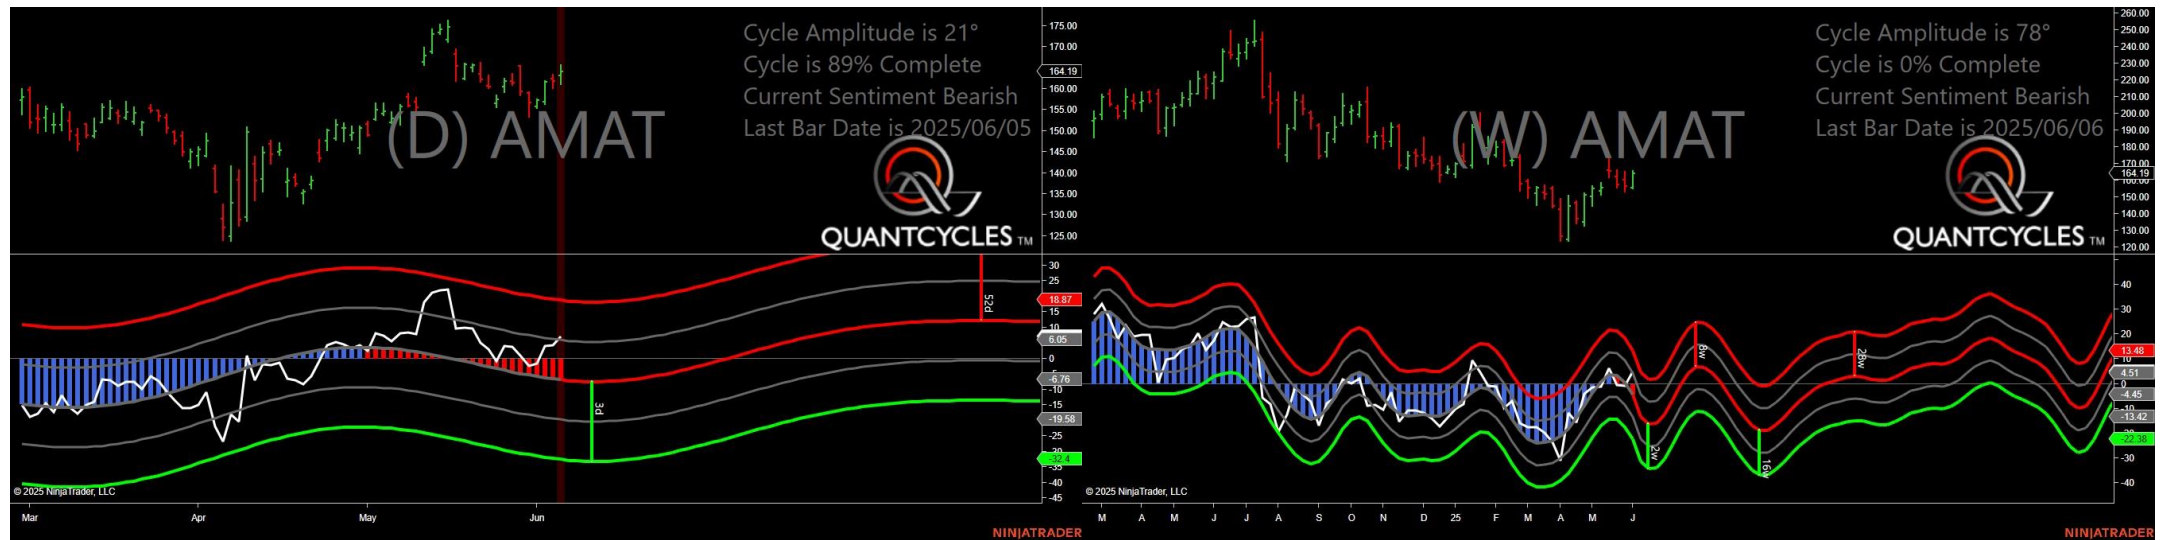 Cycle Amplitude is 21°
Cycle is 89% Complete
Current Sentiment Bearish
Last Bar Date is 2025/06/05
(D) AMAT
QUANTCYCLES TM
175.00
170.00
164.19
160.00
155.00
150.00
145.00
140.00
135.00
130.00
125.00
30
25
18.87
15
10
6.05
0
-6.76
-10
-15
-19.58
-25
-32.4
-35
-40
-45
52d
3d
© 2025 NinjaTrader, LLC
Mar Apr May Jun
NINJATRADER
Cycle Amplitude is 78°
Cycle is 0% Complete
Current Sentiment Bearish
Last Bar Date is 2025/06/06
(W) AMAT
QUANTCYCLES TM
260.00
250.00
240.00
230.00
220.00
210.00
200.00
190.00
180.00
170.00
164.19
160.00
150.00
140.00
130.00
120.00
40
30
20
13.48
10
4.51
0
-4.45
-10
-13.42
-22.38
-30
-40
8w
28w
2w
16w
© 2025 NinjaTrader, LLC
M A M J J A S O N D 25 F M A M J
NINJATRADER